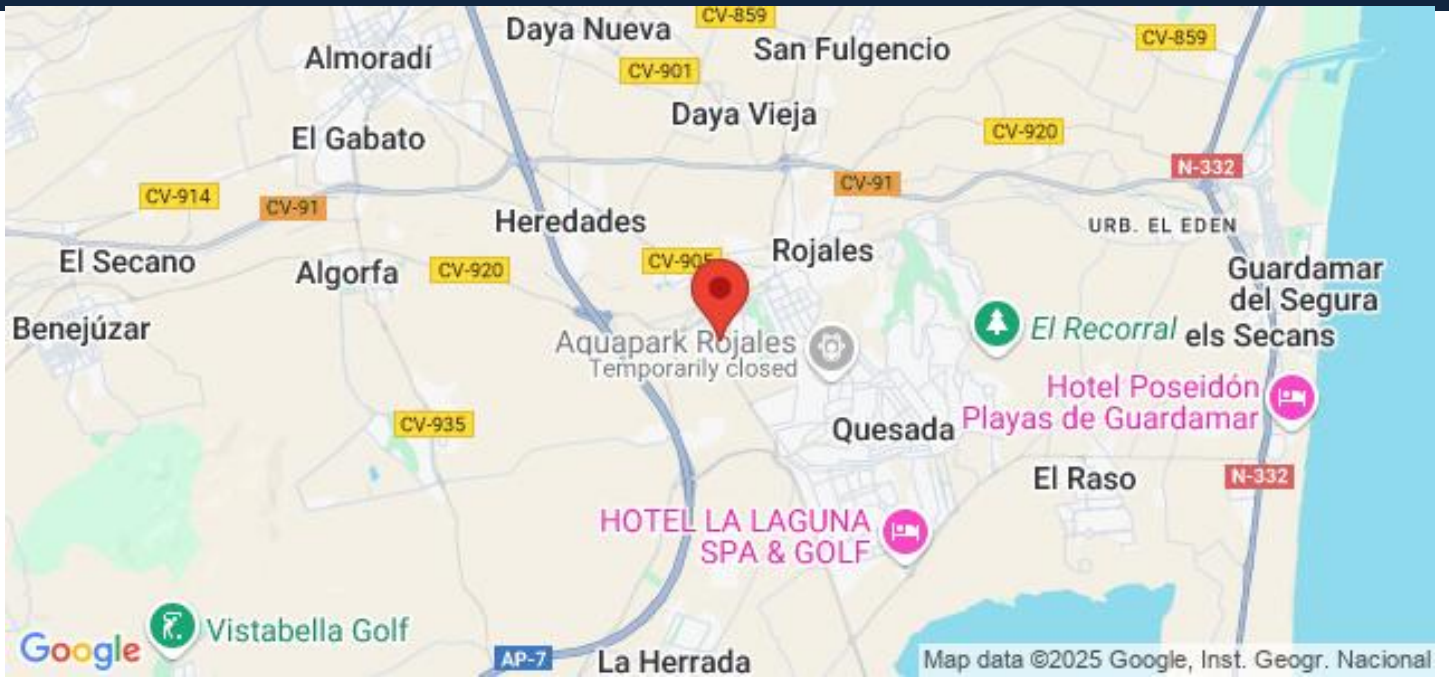 CV-859
Daya Nueva
San Fulgencio
CV-859
Almoradí
CV-901
Daya Vieja
CV-920
El Gabato
N-332
CV-914
CV-91
CV-91
Heredades
URB. EL EDEN
Rojales
El Secano
Algorfa
CV-920
CV-905
Guardamar
del Segura
Benejúzar
Aquapark Rojales
Temporarily closed
El Recorral
els Secans
Hotel Poseidón
Playas de Guardamar
CV-935
Quesada
El Raso
N-332
HOTEL LA LAGUNA
SPA & GOLF
Vistabella Golf
Google
AP-7
La Herrada
Map data ©2025 Google, Inst. Geogr. Nacional